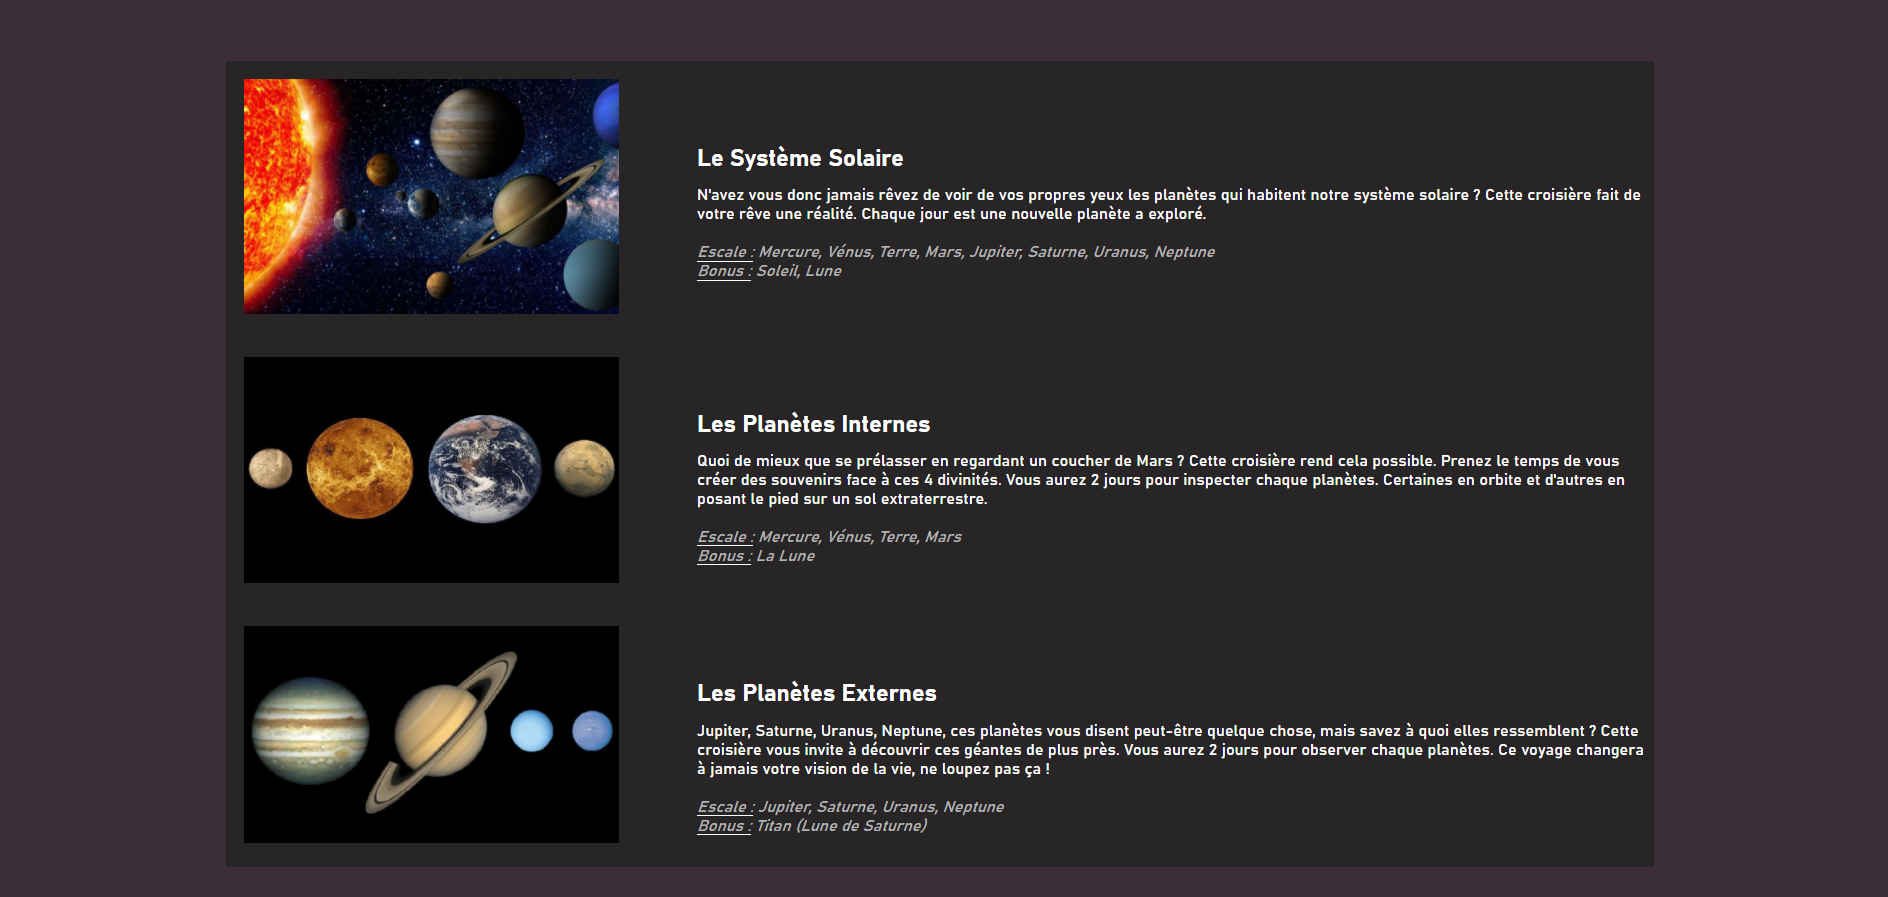 Le Système Solaire
N'avez vous donc jamais rêvez de voir de vos propres yeux les planètes qui habitent notre système solaire ? Cette croisière fait de
votre rêve une réalité. Chaque jour est une nouvelle planète a exploré.
Escale : Mercure, Vénus, Terre, Mars, Jupiter, Saturne, Uranus, Neptune
Bonus : Soleil, Lune
Les Planètes Internes
Quoi de mieux que se prélasser en regardant un coucher de Mars ? Cette croisière rend cela possible. Prenez le temps de vous
créer des souvenirs face à ces 4 divinités. Vous aurez 2 jours pour inspecter chaque planètes. Certaines en orbite et d'autres en
posant le pied sur un sol extraterrestre.
Escale : Mercure, Vénus, Terre, Mars
Bonus : La Lune
Les Planètes Externes
Jupiter, Saturne, Uranus, Neptune, ces planètes vous disent peut-être quelque chose, mais savez à quoi elles ressemblent ? Cette
croisière vous invite à découvrir ces géantes de plus près. Vous aurez 2 jours pour observer chaque planètes. Ce voyage changera
à jamais votre vision de la vie, ne loupez pas ça !
Escale : Jupiter, Saturne, Uranus, Neptune
Bonus : Titan (Lune de Saturne)